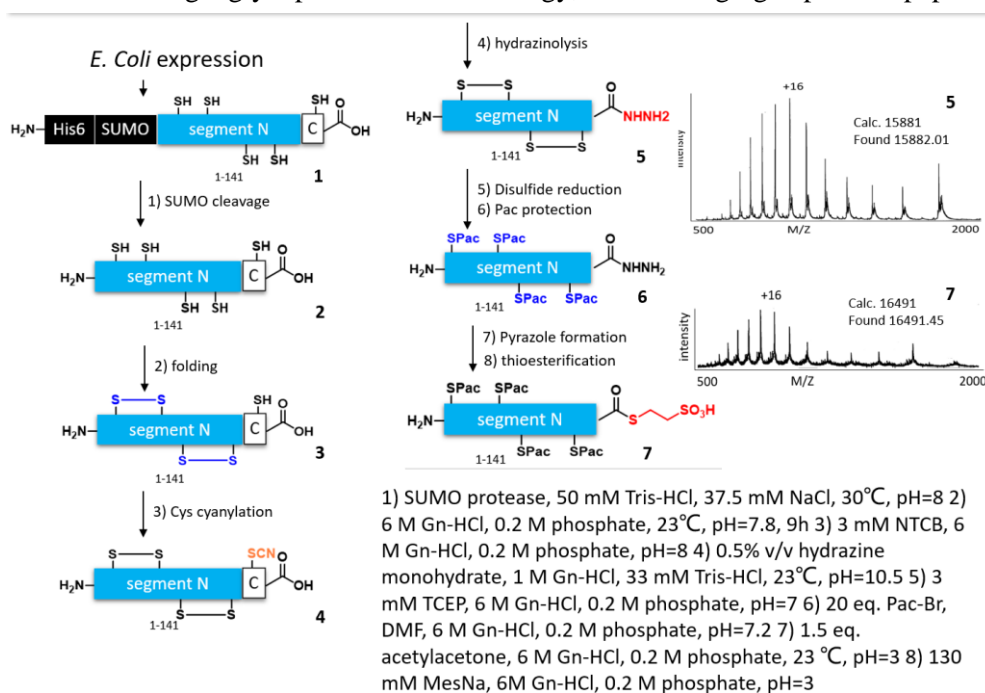 E. Coli expression
SH SH SH O
H₂N His6 SUMO segment N C OH
SH SH
1-141
1
1) SUMO cleavage
SH SH SH O
H₂N segment N C OH
SH SH
1-141
2
2) folding
S S SH O
H₂N segment N C OH
S S
1-141
3
3) Cys cyanylation
S S SCN O
H₂N segment N C OH
S S
1-141
4
4) hydrazinolysis
S S O
H₂N segment N NHNH2
S S
1-141
5
5) Disulfide reduction
6) Pac protection
SPac SPac O
H₂N segment N NHNH₂
SPac SPac
1-141
6
7) Pyrazole formation
8) thioesterification
SPac SPac O
H₂N segment N S SO₃H
SPac SPac
1-141
7
+16
5
Calc. 15881
Found 15882.01
intensity
500 M/Z 2000
+16
7
Calc. 16491
Found 16491.45
intensity
500 M/Z 2000
1) SUMO protease, 50 mM Tris-HCl, 37.5 mM NaCl, 30℃, pH=8 2)
6 M Gn-HCl, 0.2 M phosphate, 23℃, pH=7.8, 9h 3) 3 mM NTCB, 6
M Gn-HCl, 0.2 M phosphate, pH=8 4) 0.5% v/v hydrazine
monohydrate, 1 M Gn-HCl, 33 mM Tris-HCl, 23℃, pH=10.5 5) 3
mM TCEP, 6 M Gn-HCl, 0.2 M phosphate, pH=7 6) 20 eq. Pac-Br,
DMF, 6 M Gn-HCl, 0.2 M phosphate, pH=7.2 7) 1.5 eq.
acetylacetone, 6 M Gn-HCl, 0.2 M phosphate, 23 ℃, pH=3 8) 130
mM MesNa, 6M Gn-HCl, 0.2 M phosphate, pH=3